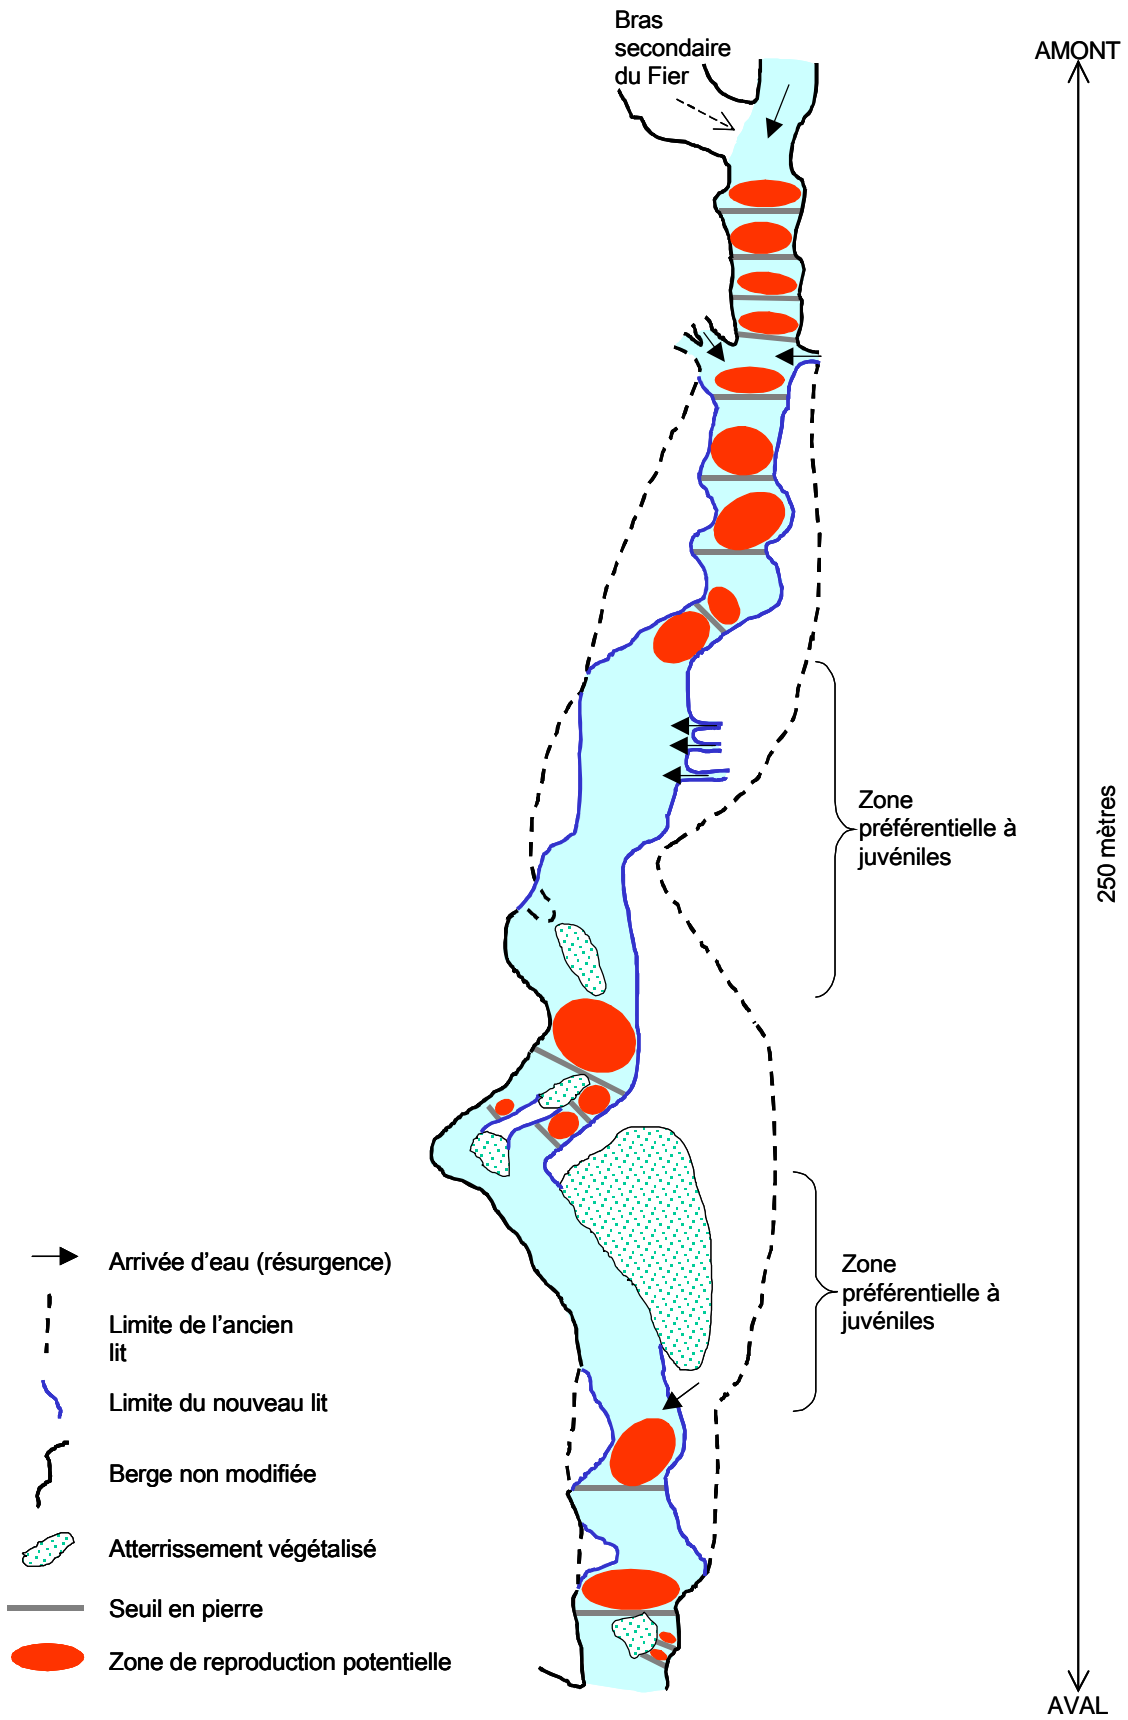 Bras
secondaire
du Fier
AMONT
Zone
préférentielle à
juvéniles
250 mètres
Zone
préférentielle à
juvéniles
Arrivée d'eau (résurgence)
Limite de l'ancien
lit
Limite du nouveau lit
Berge non modifiée
Atterrissement végétalisé
Seuil en pierre
Zone de reproduction potentielle
AVAL